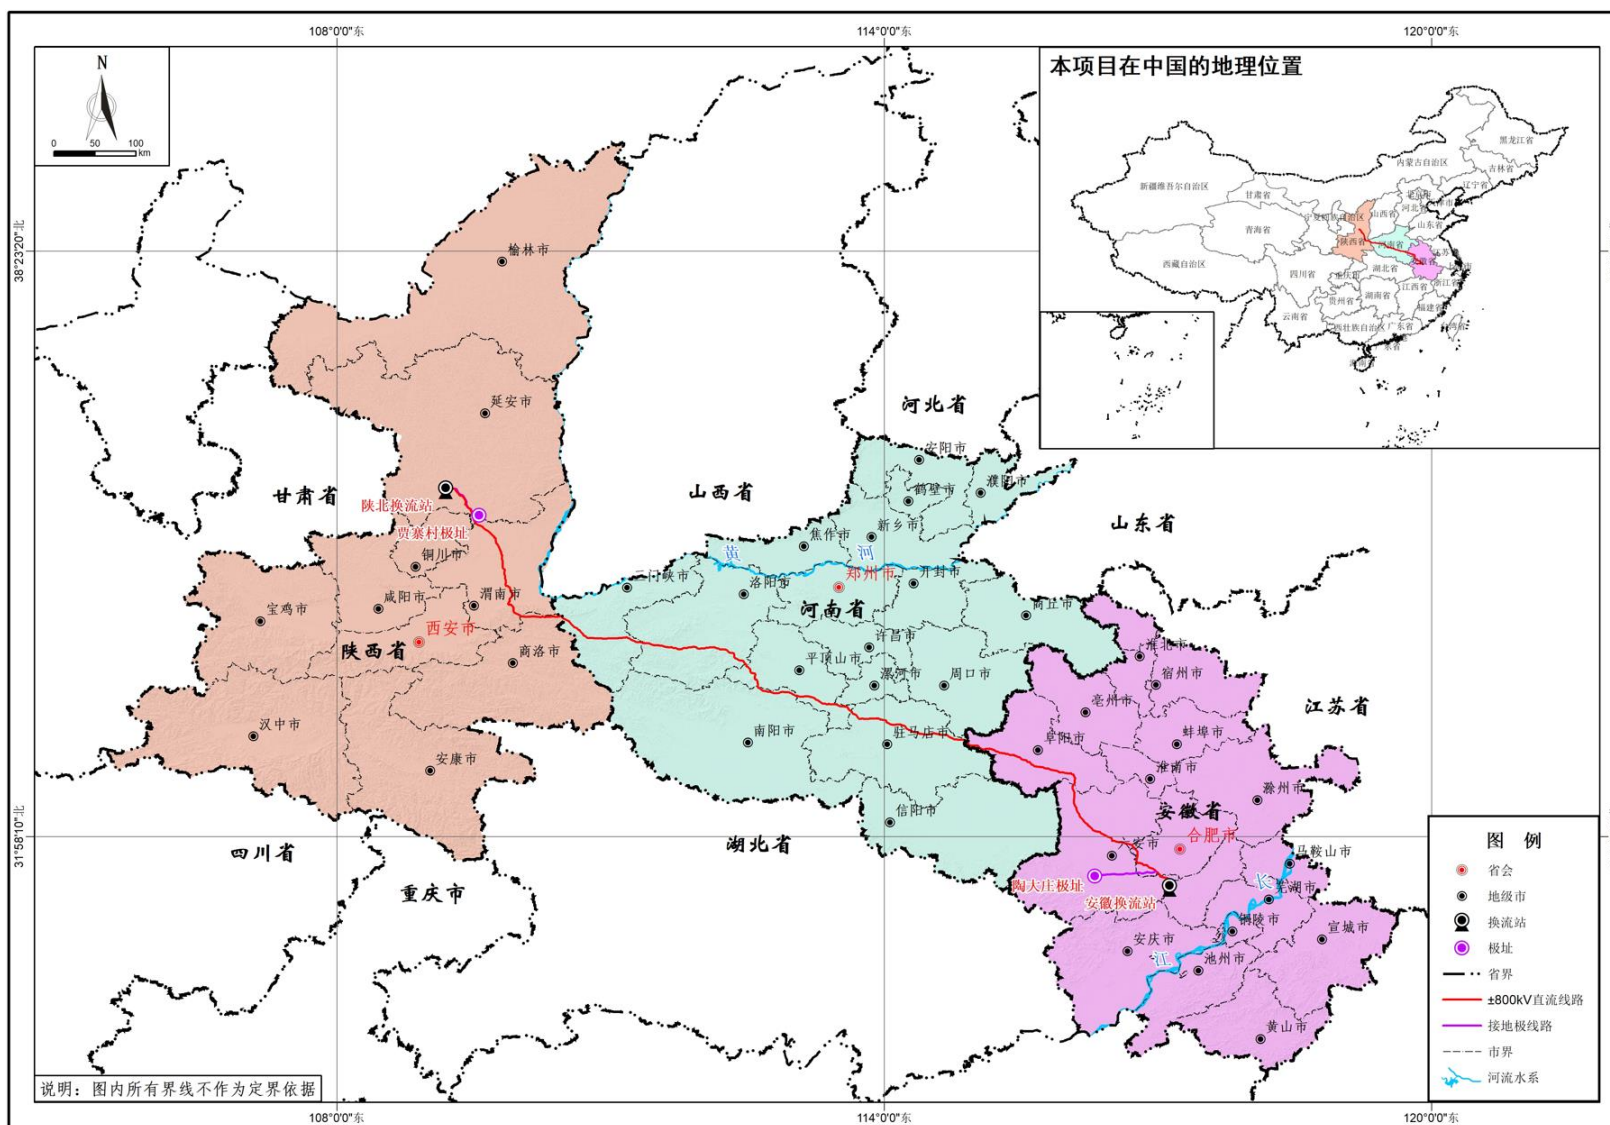 108°0'0"东
114°0'0"东
120°0'0"东
N
0 50 100
km
本项目在中国的地理位置
黑龙江省
内蒙古自治区
吉林省
新疆维吾尔自治区
辽宁省
甘肃省
河北省
宁夏回族自治区
山西省
山东省
青海省
陕西省
河南省
西藏自治区
四川省
湖北省
重庆市
江西省
浙江省
湖南省
贵州省
福建省
云南省
广东省
38°23'20"北
榆林市
延安市
河北省
安阳市
濮阳市
鹤壁市
甘肃省
陕北换流站
山西省
山东省
贾寨村极址
新乡市
焦作市
黄
河
铜川市
三门峡市
洛阳市
郑州市
开封市
宝鸡市
咸阳市
渭南市
河南省
商丘市
西安市
许昌市
陕西省
商洛市
平顶山市
淮北市
漯河市
周口市
宿州市
江苏省
汉中市
亳州市
南阳市
驻马店市
阜阳市
蚌埠市
安康市
淮南市
滁州市
31°58'10"北
信阳市
安徽省
合肥市
四川省
湖北省
六安市
马鞍山市
重庆市
陶大庄极址
长
芜湖市
安徽换流站
铜陵市
宣城市
安庆市
江
池州市
黄山市
图 例
省会
地级市
换流站
极址
省界
±800kV直流线路
接地极线路
市界
河流水系
说明：图内所有界线不作为定界依据
108°0'0"东
114°0'0"东
120°0'0"东